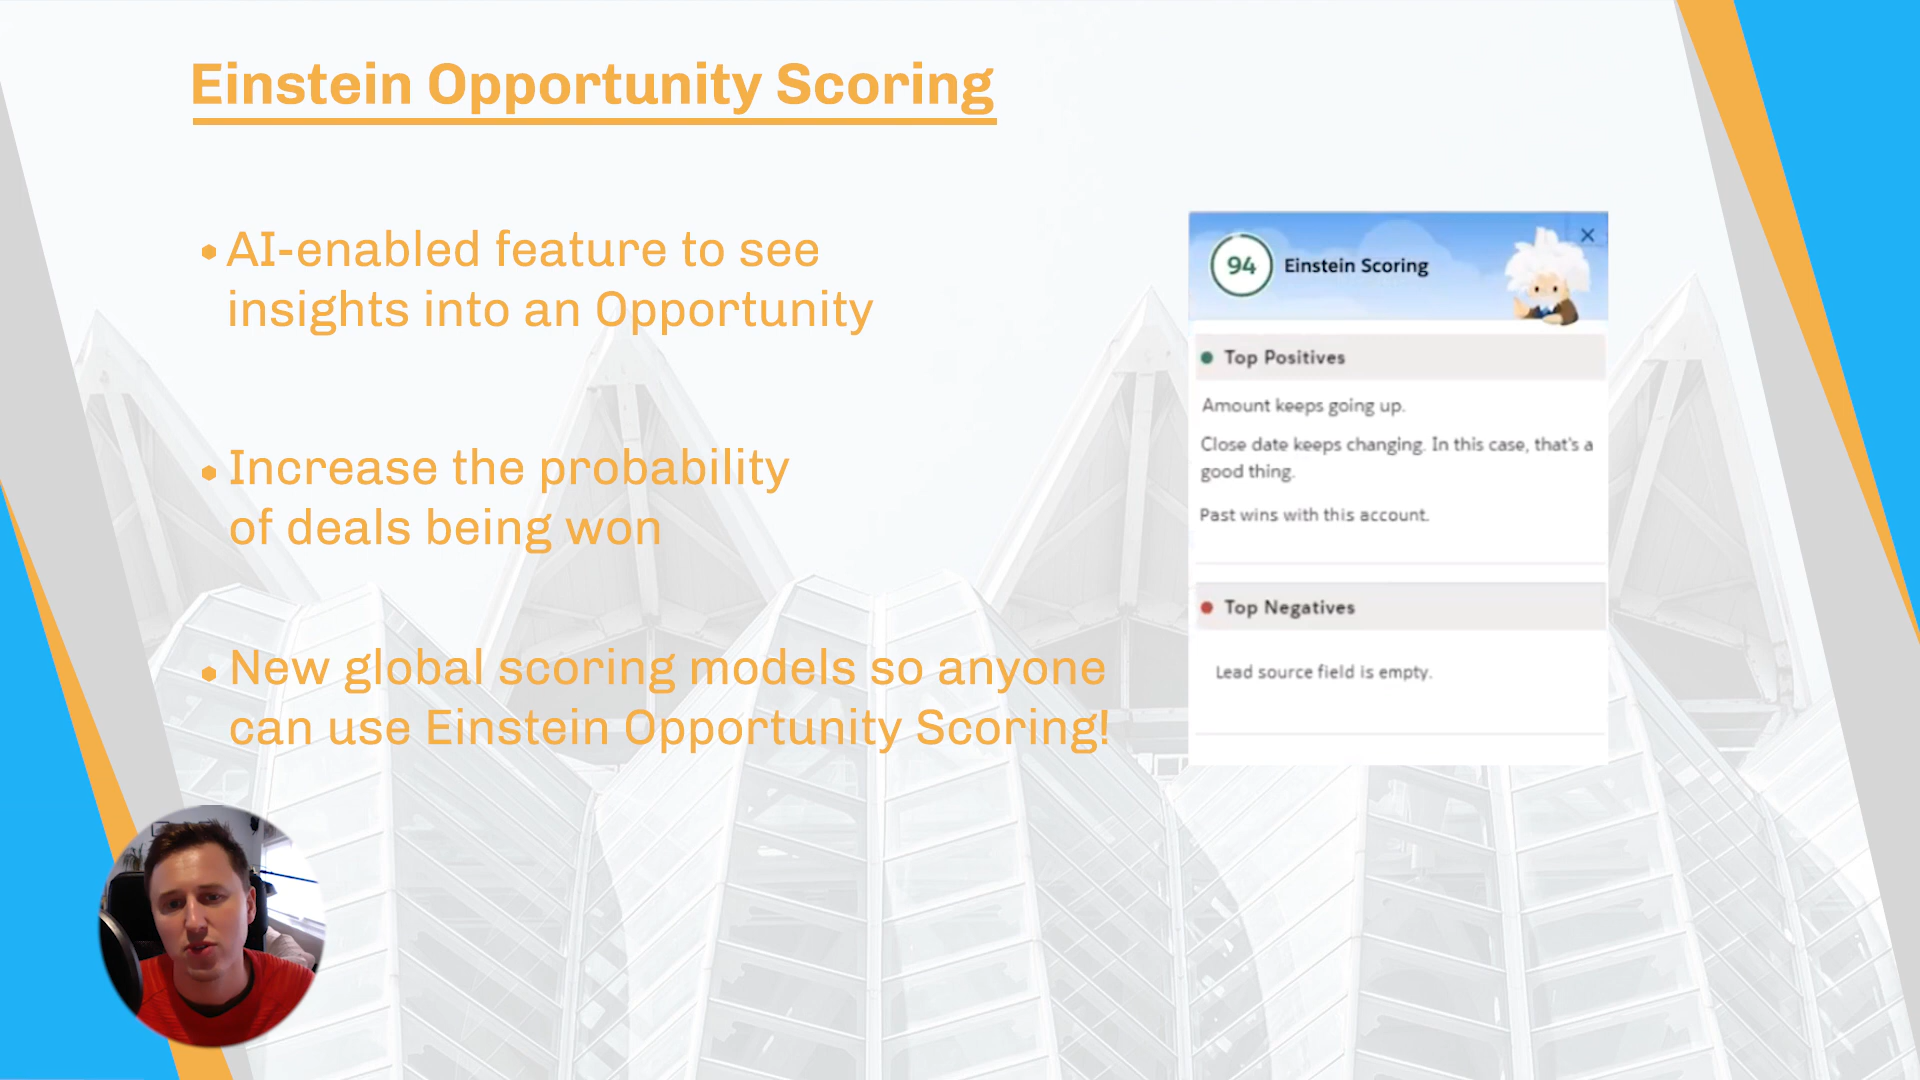 Einstein Opportunity Scoring
AI-enabled feature to see
insights into an Opportunity
Increase the probability
of deals being won
New global scoring models so anyone
can use Einstein Opportunity Scoring!
94
Einstein Scoring
Top Positives
Amount keeps going up.
Close date keeps changing. In this case, that's a
good thing.
Past wins with this account.
Top Negatives
Lead source field is empty.